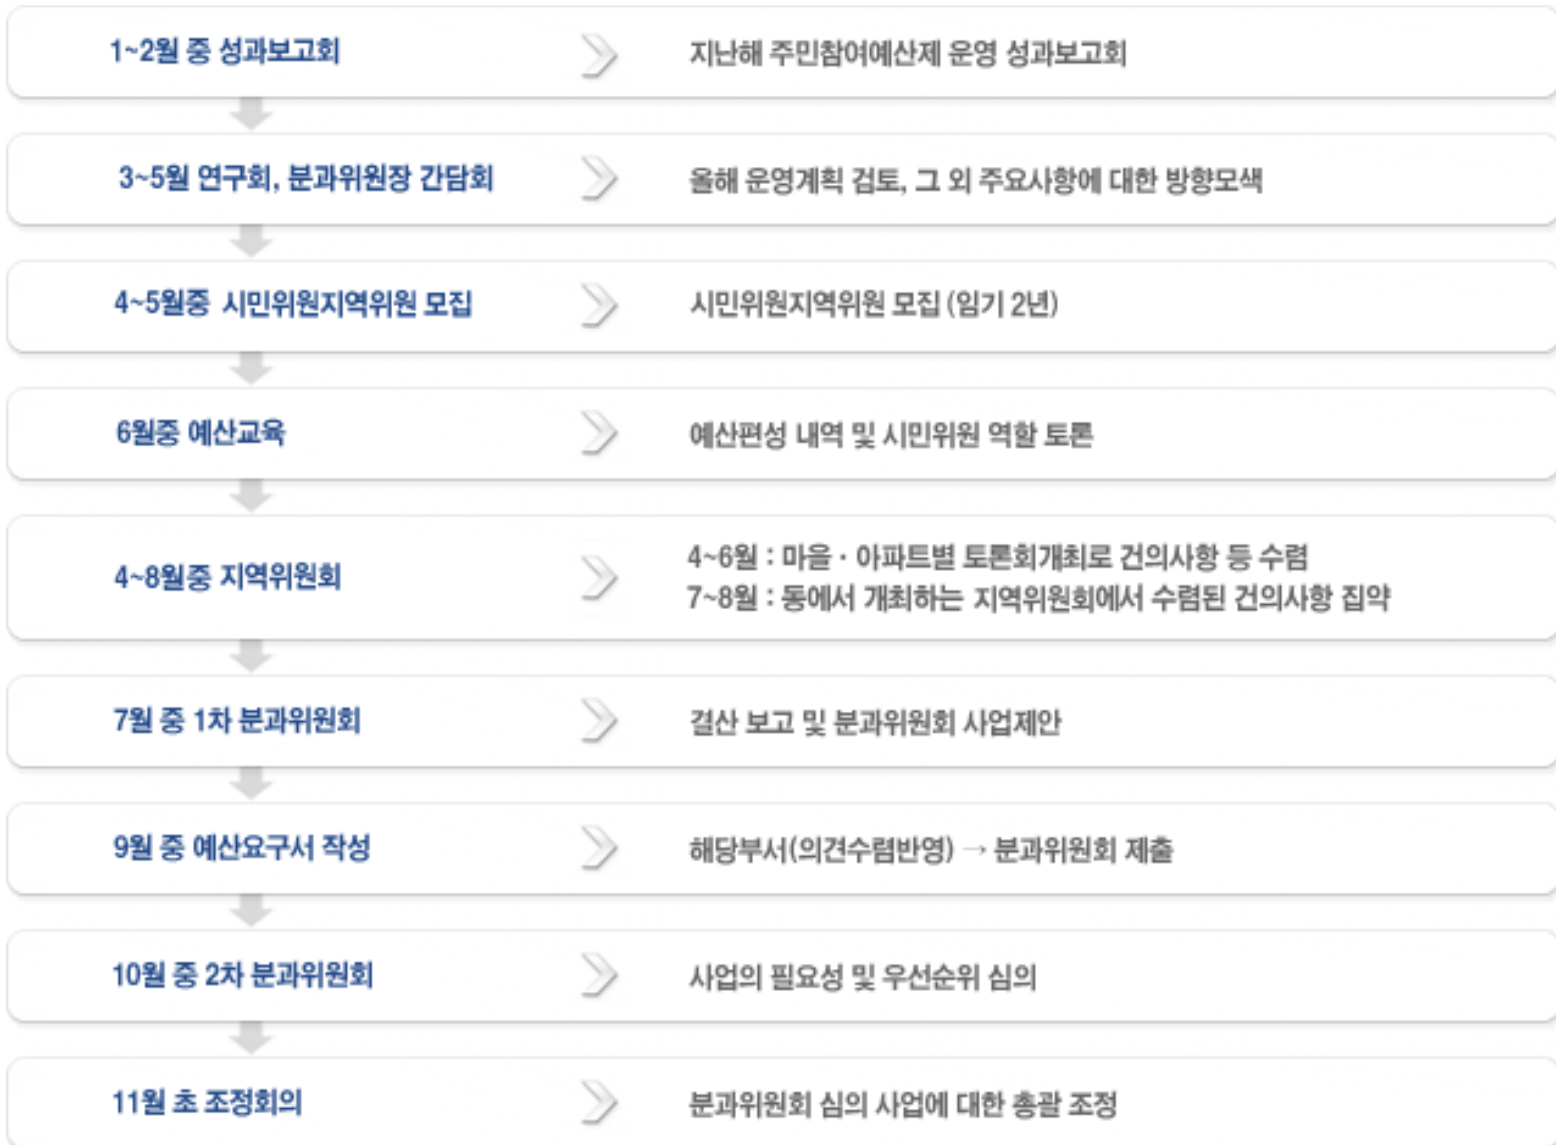 1~2월 중 성과보고회
지난해 주민참여예산제 운영 성과보고회
3~5월 연구회, 분과위원장 간담회
올해 운영계획 검토, 그 외 주요사항에 대한 방향모색
4~5월중 시민위원지역위원 모집
시민위원지역위원 모집 (임기 2년)
6월중 예산교육
예산편성 내역 및 시민위원 역할 토론
4~8월중 지역위원회
4~6월 : 마을 · 아파트별 토론회개최로 건의사항 등 수렴
7~8월 : 동에서 개최하는 지역위원회에서 수렴된 건의사항 집약
7월 중 1차 분과위원회
결산 보고 및 분과위원회 사업제안
9월 중 예산요구서 작성
해당부서(의견수렴반영) → 분과위원회 제출
10월 중 2차 분과위원회
사업의 필요성 및 우선순위 심의
11월 초 조정회의
분과위원회 심의 사업에 대한 총괄 조정